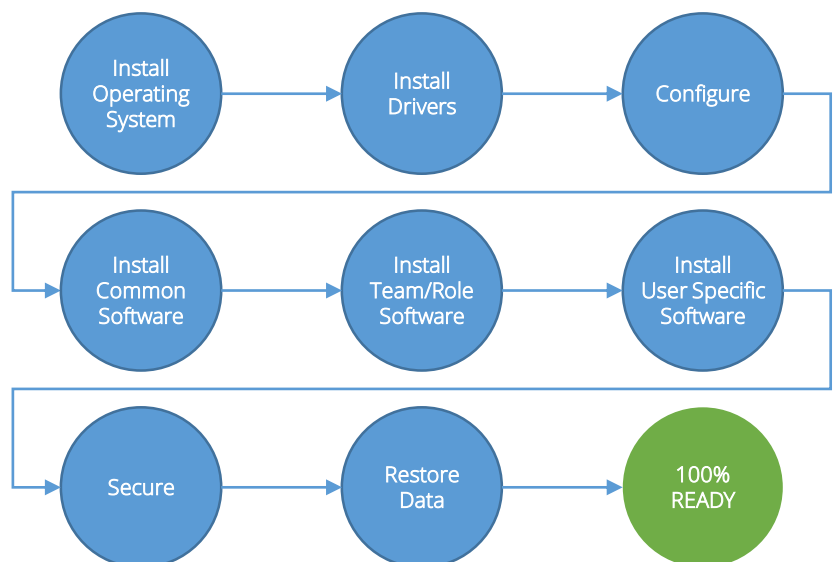 Install
Operating
System
Install
Drivers
Configure
Install
Common
Software
Install
Team/Role
Software
Install
User Specific
Software
Secure
Restore
Data
100%
READY